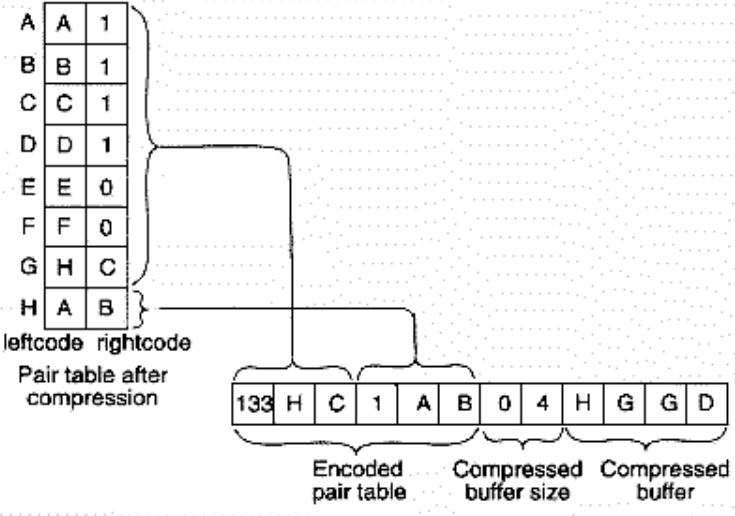 A A 1
B B 1
C C 1
D D 1
E E 0
F F 0
G H C
H A B
leftcode rightcode
Pair table after
compression
133 H C 1 A B 0 4 H G G D
Encoded
pair table
Compressed
buffer size
Compressed
buffer